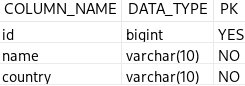 COLUMN_NAME DATA_TYPE PK
id bigint YES
name varchar(10) NO
country varchar(10) NO